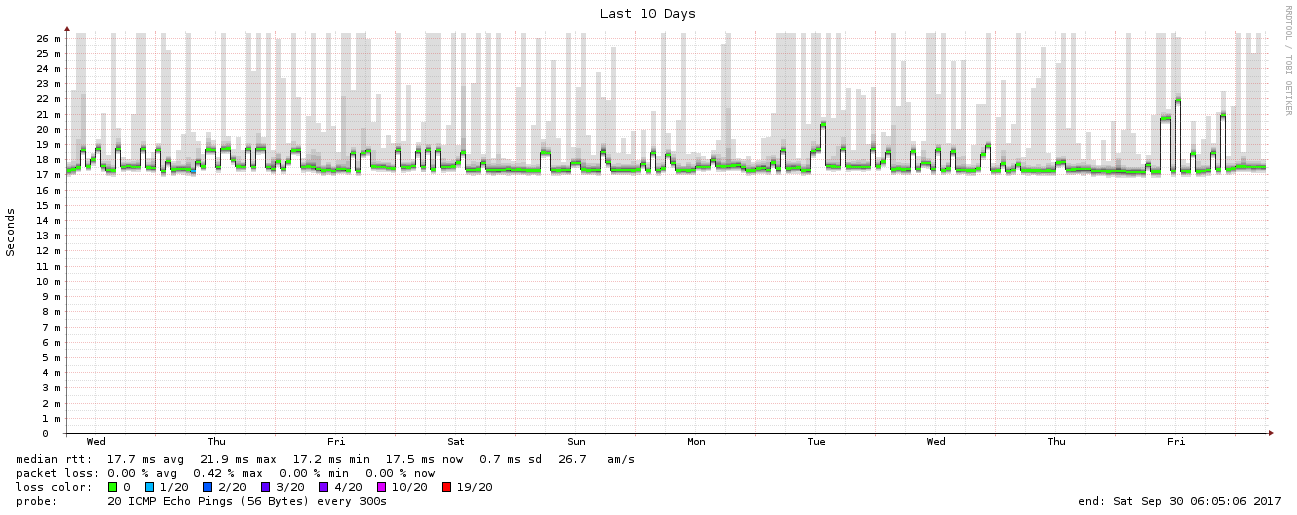 Last 10 Days
RRDTOOL / TOBI OETIKER
Seconds
26 m
25 m
24 m
23 m
22 m
21 m
20 m
19 m
18 m
17 m
16 m
15 m
14 m
13 m
12 m
11 m
10 m
9 m
8 m
7 m
6 m
5 m
4 m
3 m
2 m
1 m
0
Wed Thu Fri Sat Sun Mon Tue Wed Thu Fri
median rtt: 17.7 ms avg 21.9 ms max 17.2 ms min 17.5 ms now 0.7 ms sd 26.7 am/s
packet loss: 0.00 % avg 0.42 % max 0.00 % min 0.00 % now
loss color: 0 1/20 2/20 3/20 4/20 10/20 19/20
probe: 20 ICMP Echo Pings (56 Bytes) every 300s end: Sat Sep 30 06:05:06 2017